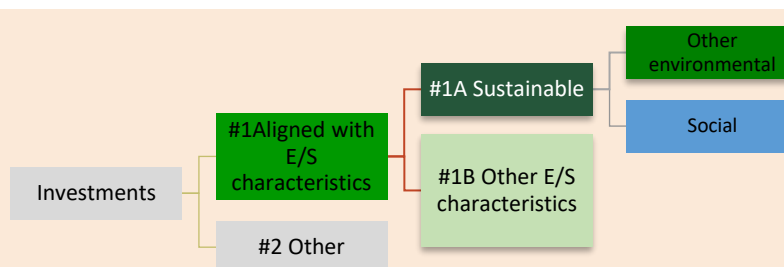 Other
environmental
#1A Sustainable
#1Aligned with
E/S
characteristics
Social
#1B Other E/S
characteristics
Investments
#2 Other